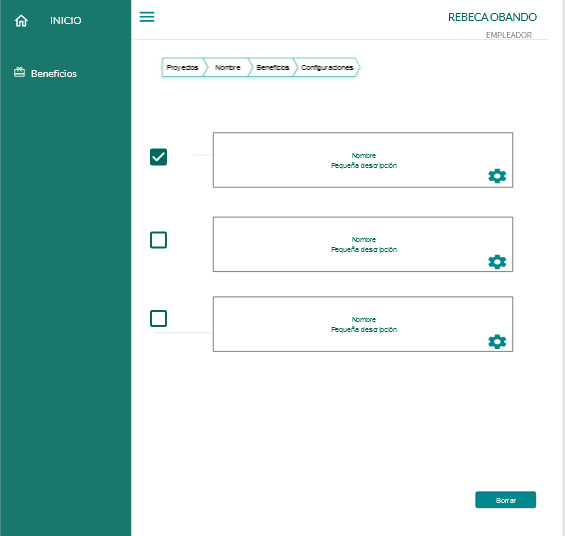 INICIO
Beneficios
REBECA OBANDO
EMPLEADOR
Proyectos Nombre Beneficios Configuraciones
Nombre
Pequeña descripción
Nombre
Pequeña descripción
Nombre
Pequeña descripción
Borrar